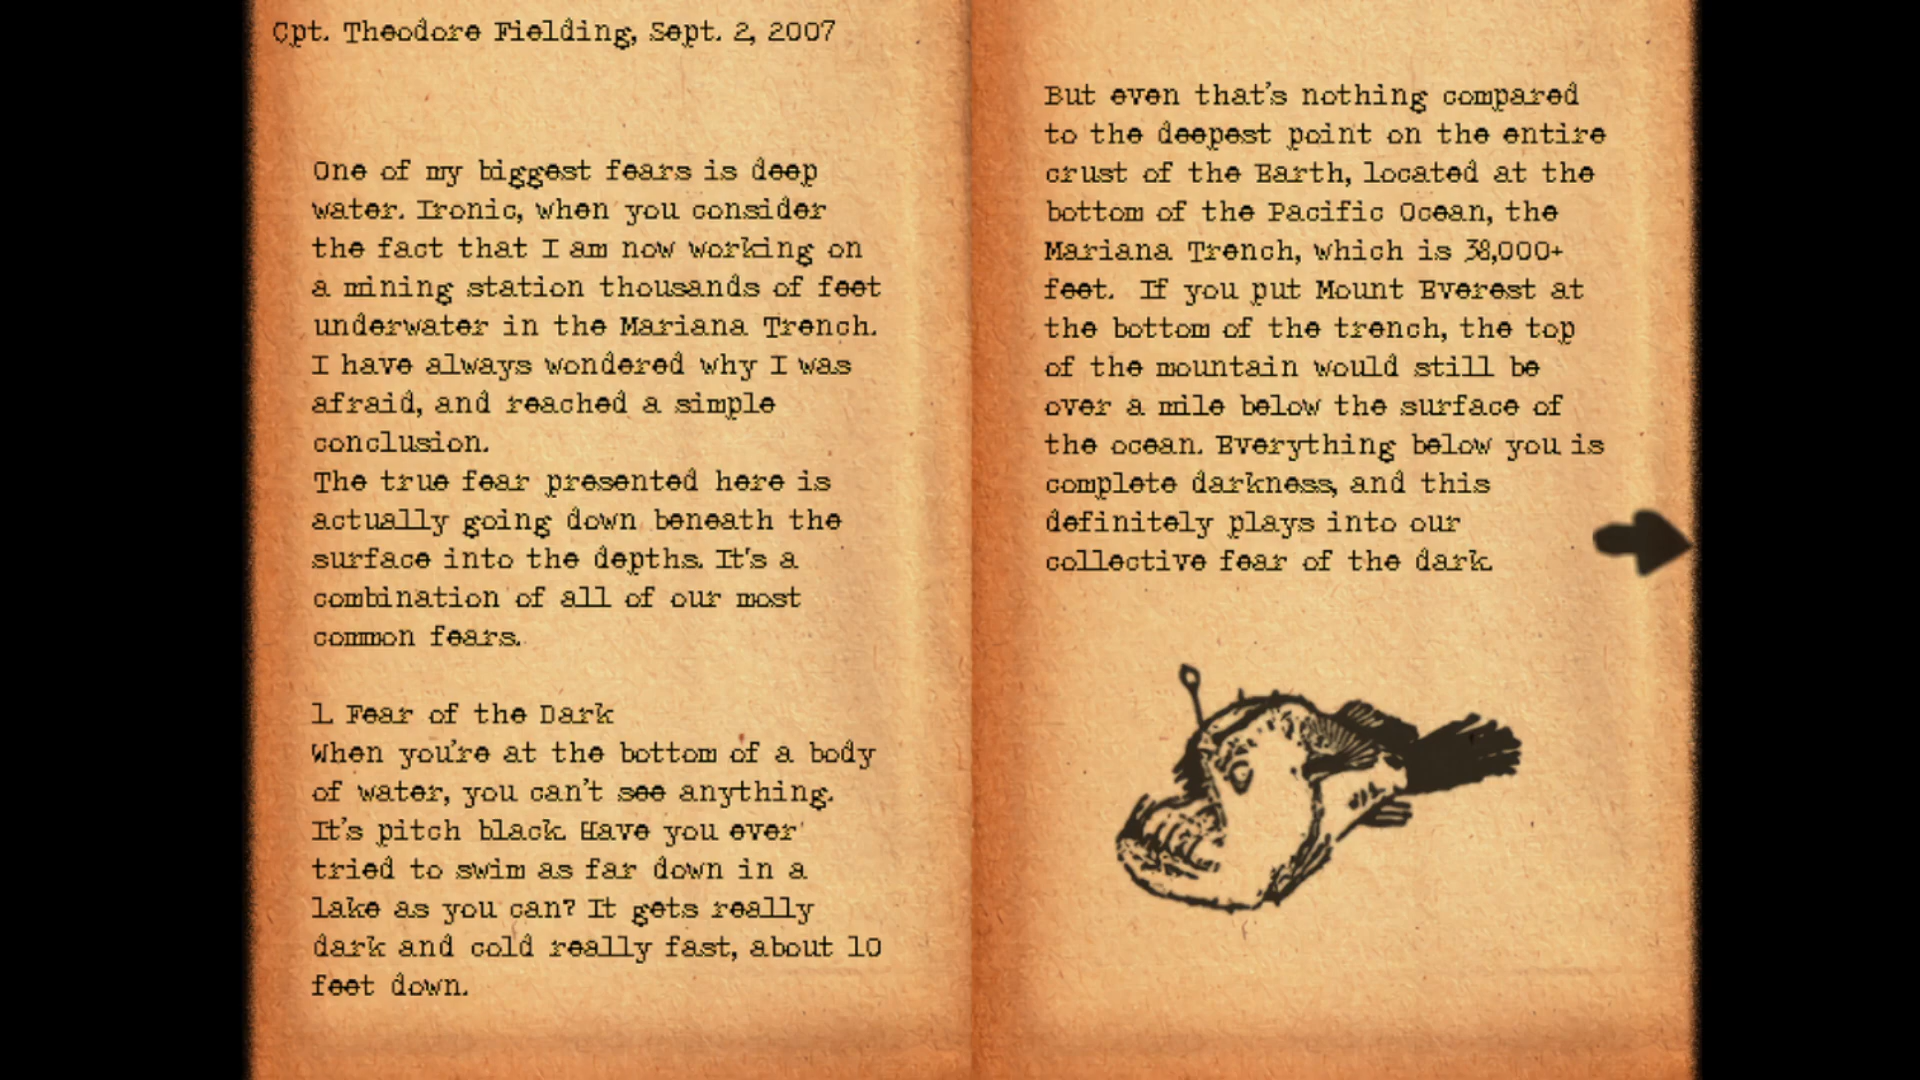 Cpt. Theodore Fielding, Sept. 2, 2007
One of my biggest fears is deep
water. Ironic, when you consider
the fact that I am now working on
a mining station thousands of feet
underwater in the Mariana Trench.
I have always wondered why I was
afraid, and reached a simple
conclusion.
The true fear presented here is
actually going down beneath the
surface into the depths. It's a
combination of all of our most
common fears.
1. Fear of the Dark
When you're at the bottom of a body
of water, you can't see anything.
It's pitch black. Have you ever
tried to swim as far down in a
lake as you can? It gets really
dark and cold really fast, about 10
feet down.
But even that's nothing compared
to the deepest point on the entire
crust of the Earth, located at the
bottom of the Pacific Ocean, the
Mariana Trench, which is 38,000+
feet. If you put Mount Everest at
the bottom of the trench, the top
of the mountain would still be
over a mile below the surface of
the ocean. Everything below you is
complete darkness, and this
definitely plays into our
collective fear of the dark.